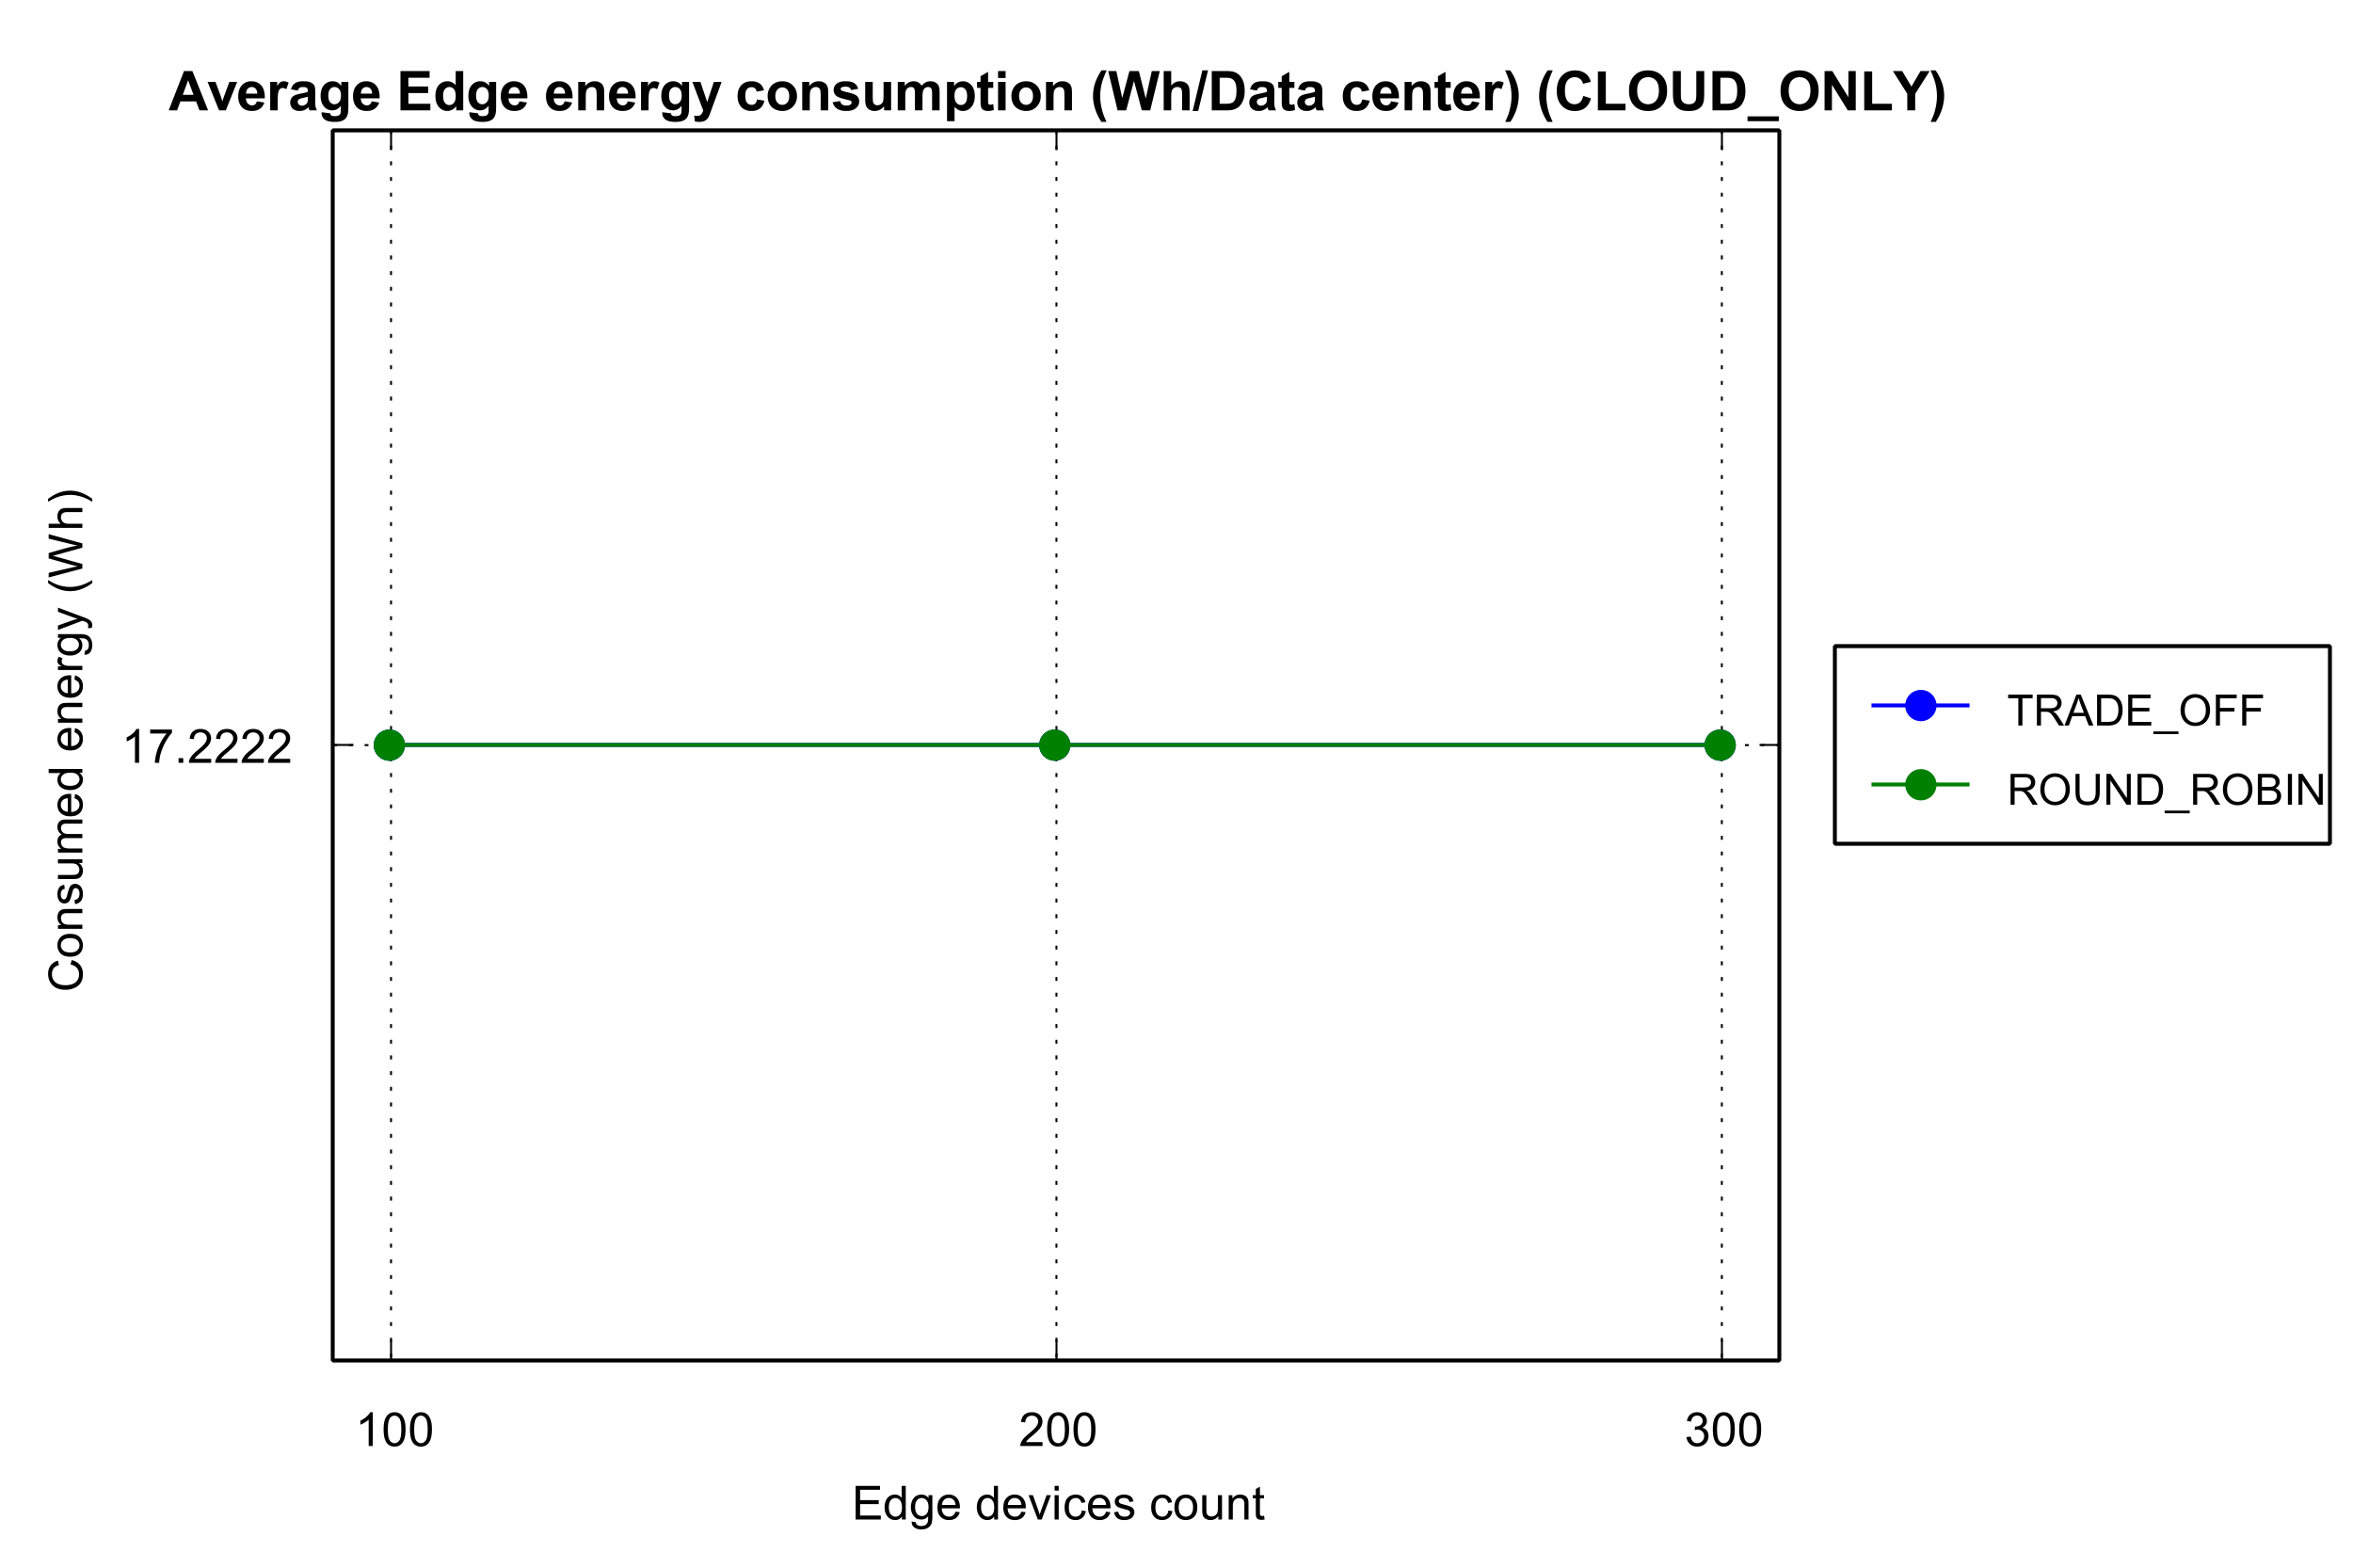 Average Edge energy consumption (Wh/Data center) (CLOUD_ONLY)
Consumed energy (Wh)
17.2222
TRADE_OFF
ROUND_ROBIN
100 200 300
Edge devices count